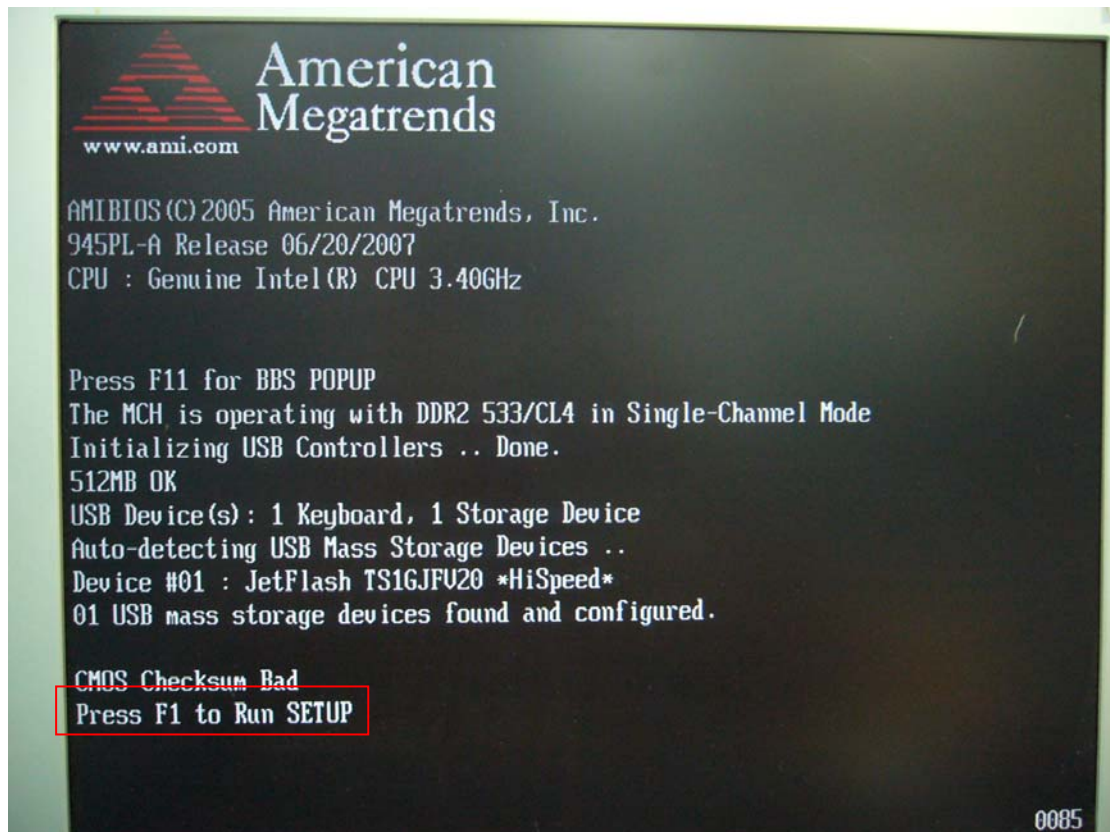 American
Megatrends
www.ami.com
AMIBIOS(C)2005 American Megatrends, Inc.
945PL-A Release 06/20/2007
CPU : Genuine Intel(R) CPU 3.40GHz
Press F11 for BBS POPUP
The MCH is operating with DDR2 533/CL4 in Single-Channel Mode
Initializing USB Controllers .. Done.
512MB OK
USB Device(s): 1 Keyboard, 1 Storage Device
Auto-detecting USB Mass Storage Devices ..
Device #01 : JetFlash TS1GJFV20 *HiSpeed*
01 USB mass storage devices found and configured.
CMOS Checksum Bad
Press F1 to Run SETUP
0085